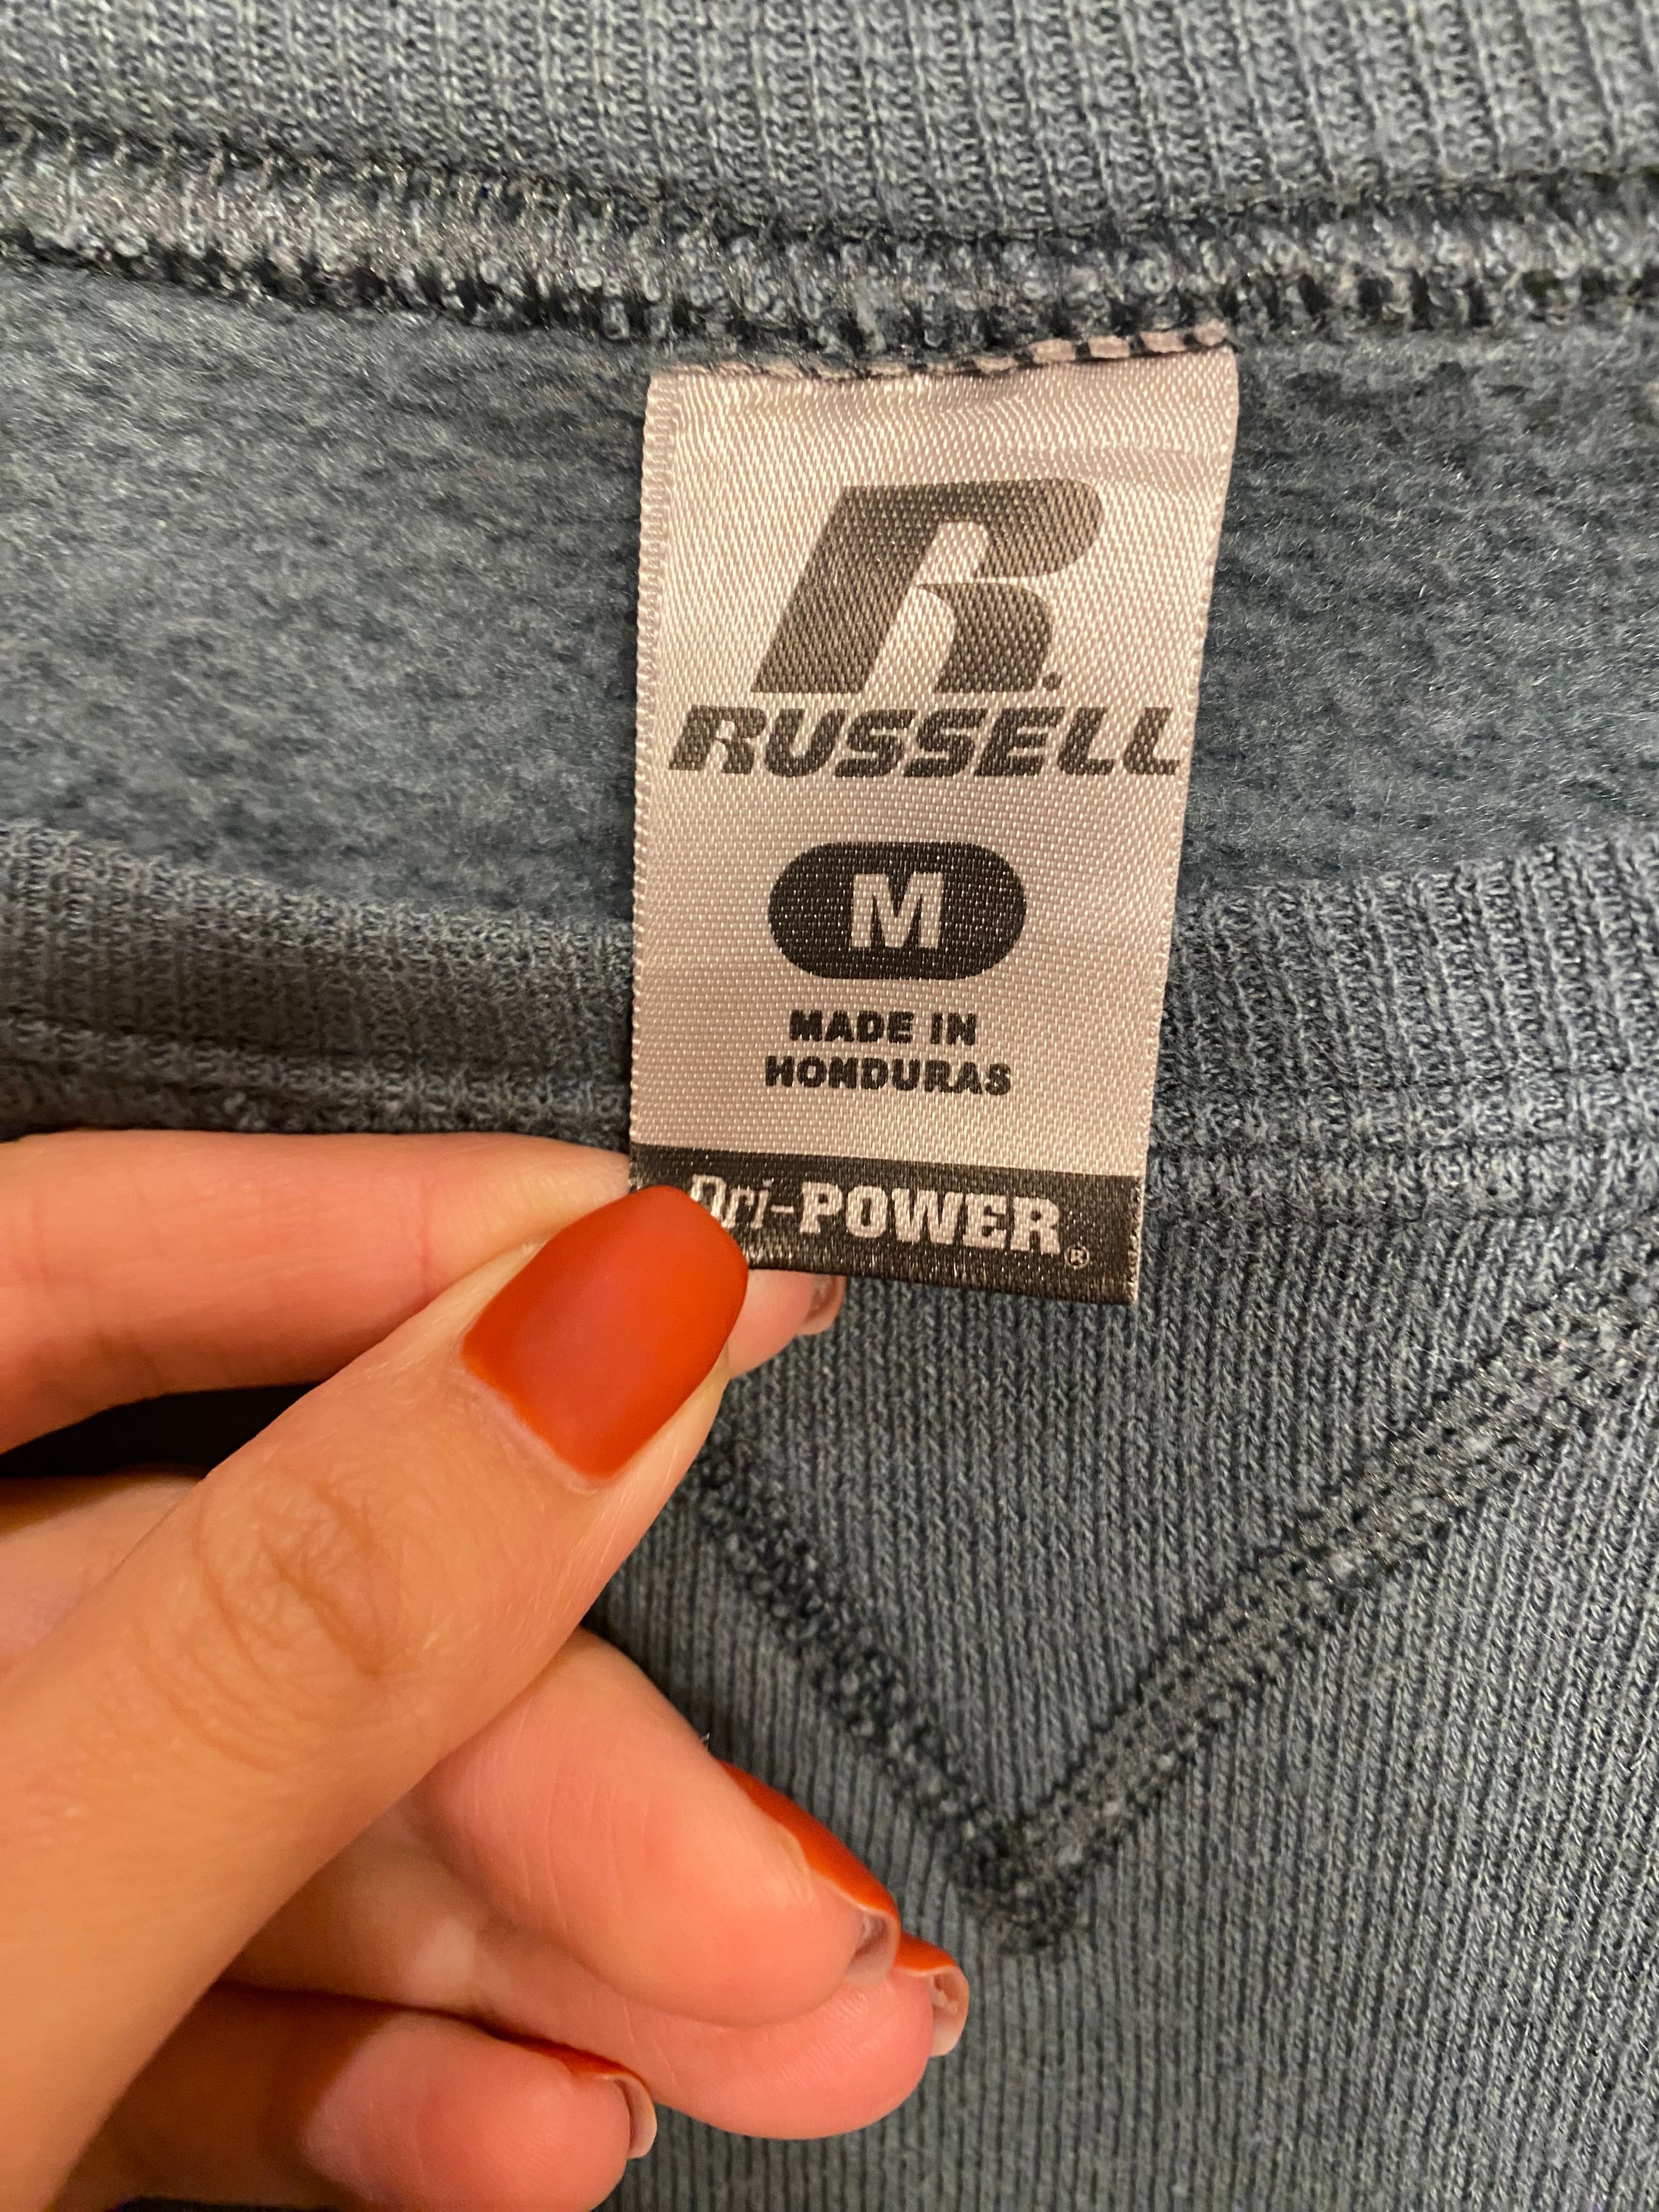 R
RUSSELL
M
MADE IN
HONDURAS
Dri-POWER®